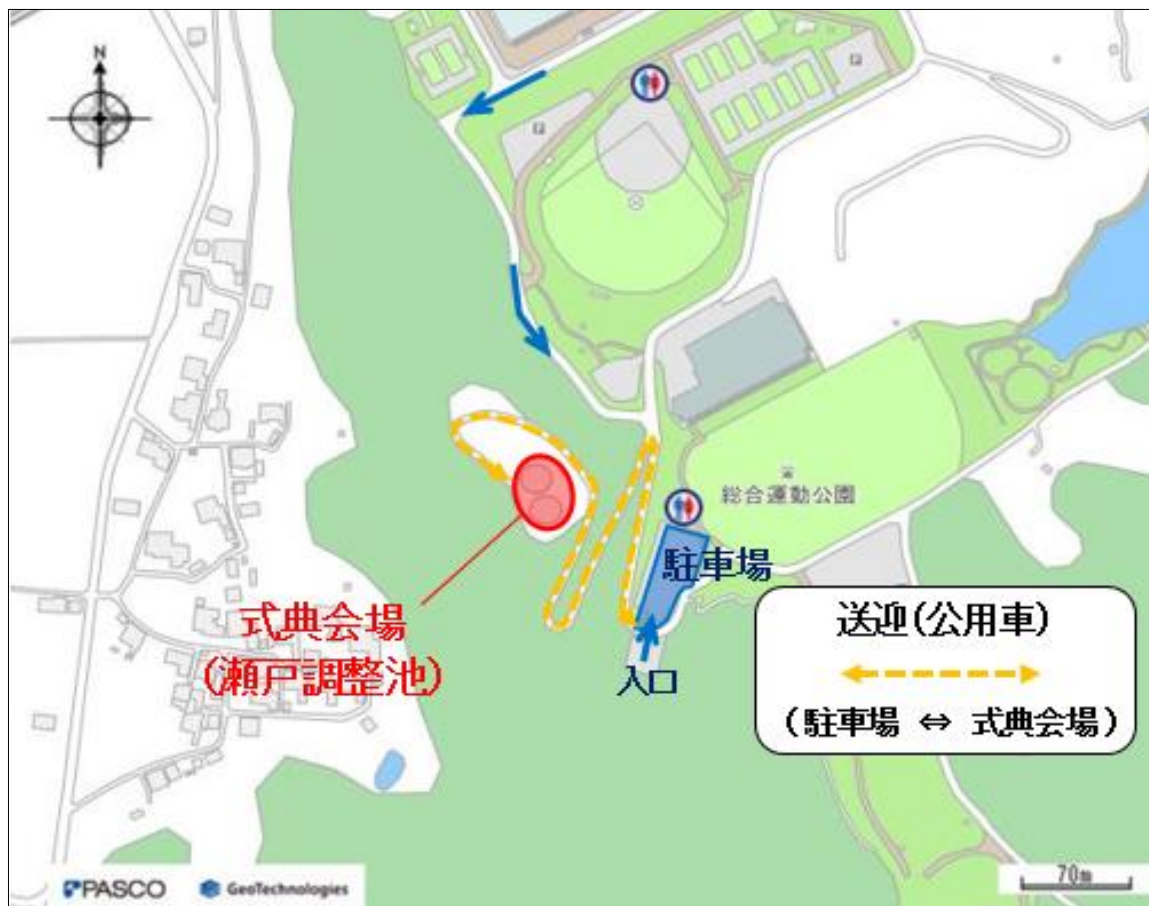 N
P
P
総合運動公園
駐車場
式典会場
(瀬戸調整池)
入口
送迎(公用車)
(駐車場 ⇔ 式典会場)
PASCO
GeoTechnologies
70m